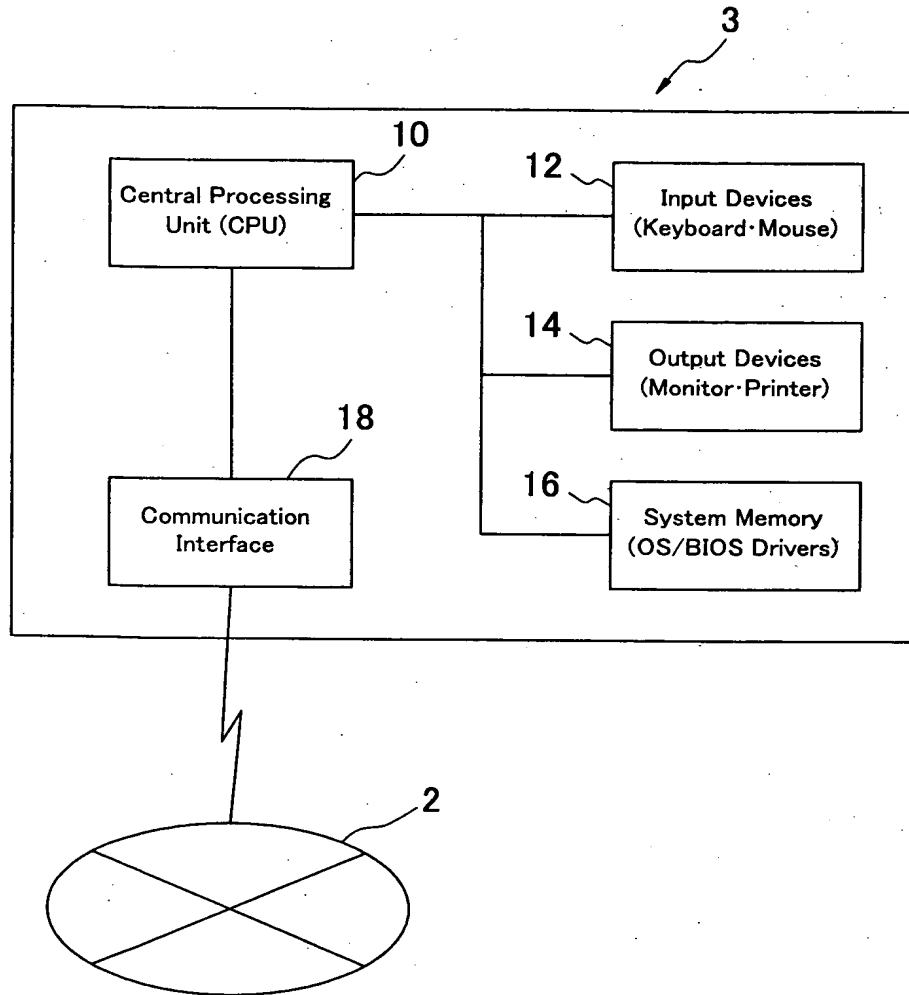 3
10
Central Processing
Unit (CPU)
12
Input Devices
(Keyboard·Mouse)
14
Output Devices
(Monitor·Printer)
18
Communication
Interface
16
System Memory
(OS/BIOS Drivers)
2